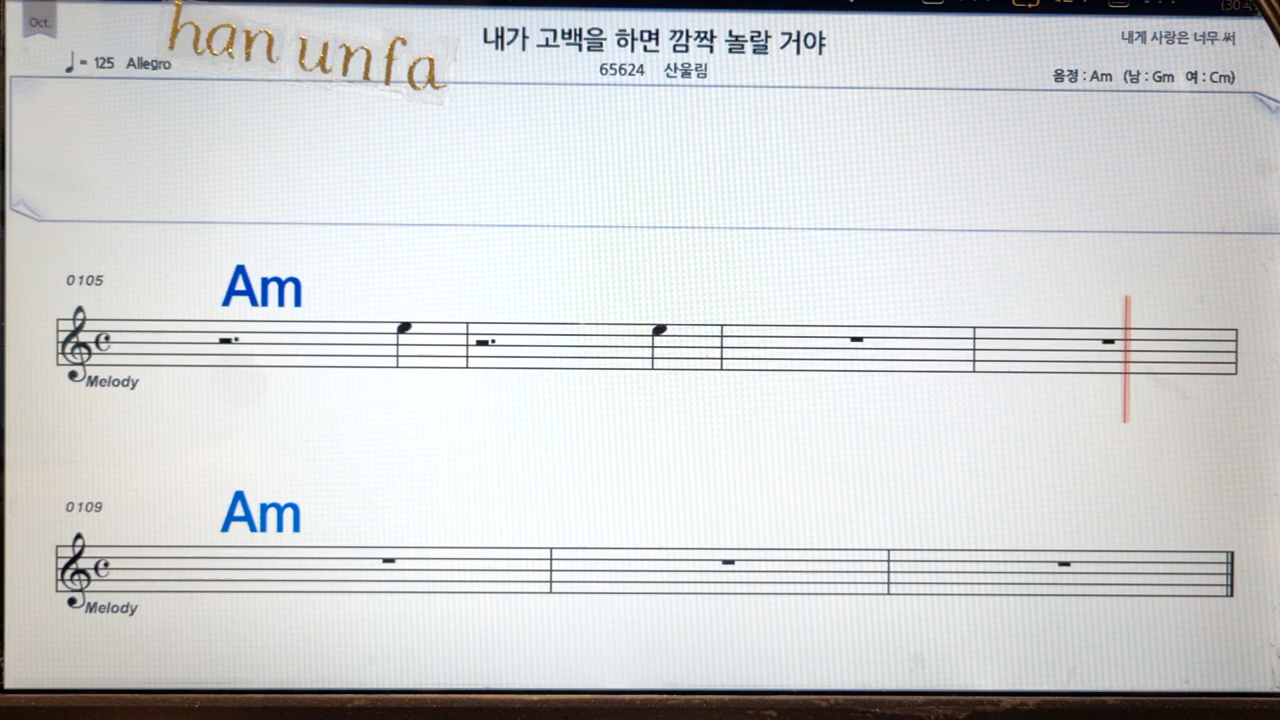 (30
Oct.
han unfa
내가 고백을 하면 깜짝 놀랄 거야
내게 사랑은 너무 써
♩ = 125 Allegro
65624 산울림
음정 : Am (남 : Gm 여 : Cm)
0105
Am
Melody
0109
Am
Melody